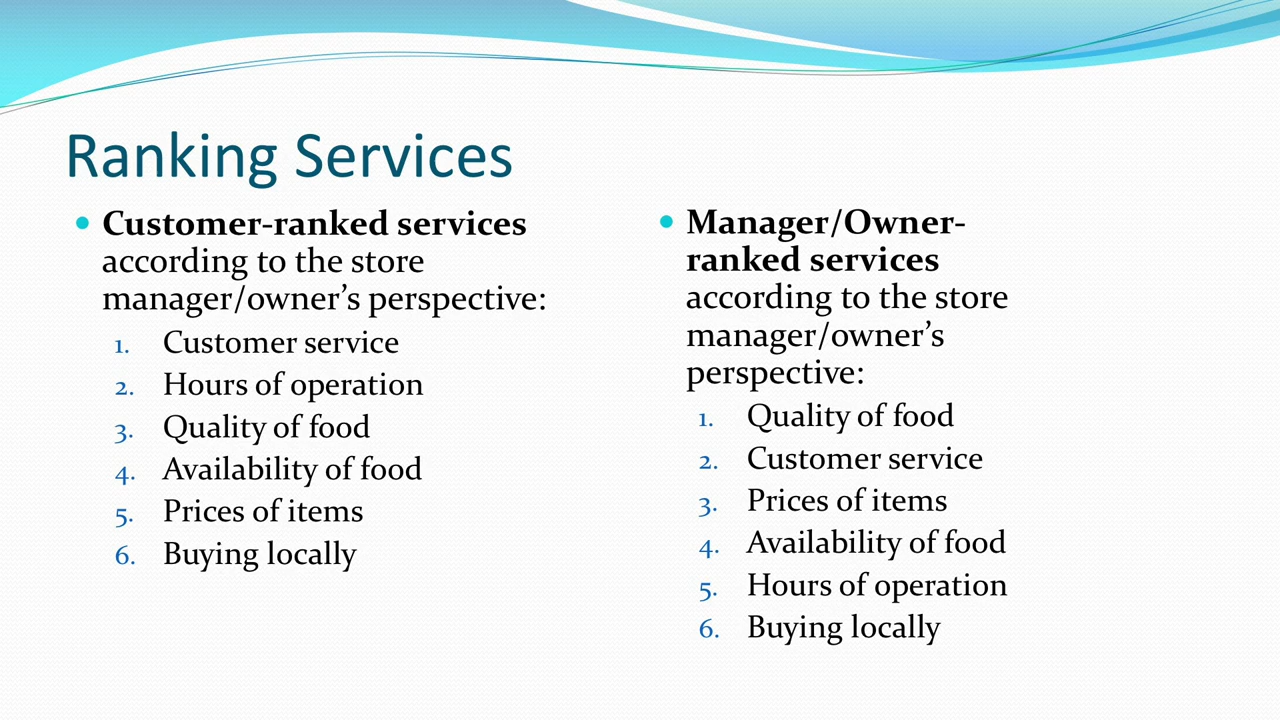 Ranking Services
• Customer-ranked services
according to the store
manager/owner’s perspective:
1. Customer service
2. Hours of operation
3. Quality of food
4. Availability of food
5. Prices of items
6. Buying locally
• Manager/Owner-
ranked services
according to the store
manager/owner’s
perspective:
1. Quality of food
2. Customer service
3. Prices of items
4. Availability of food
5. Hours of operation
6. Buying locally